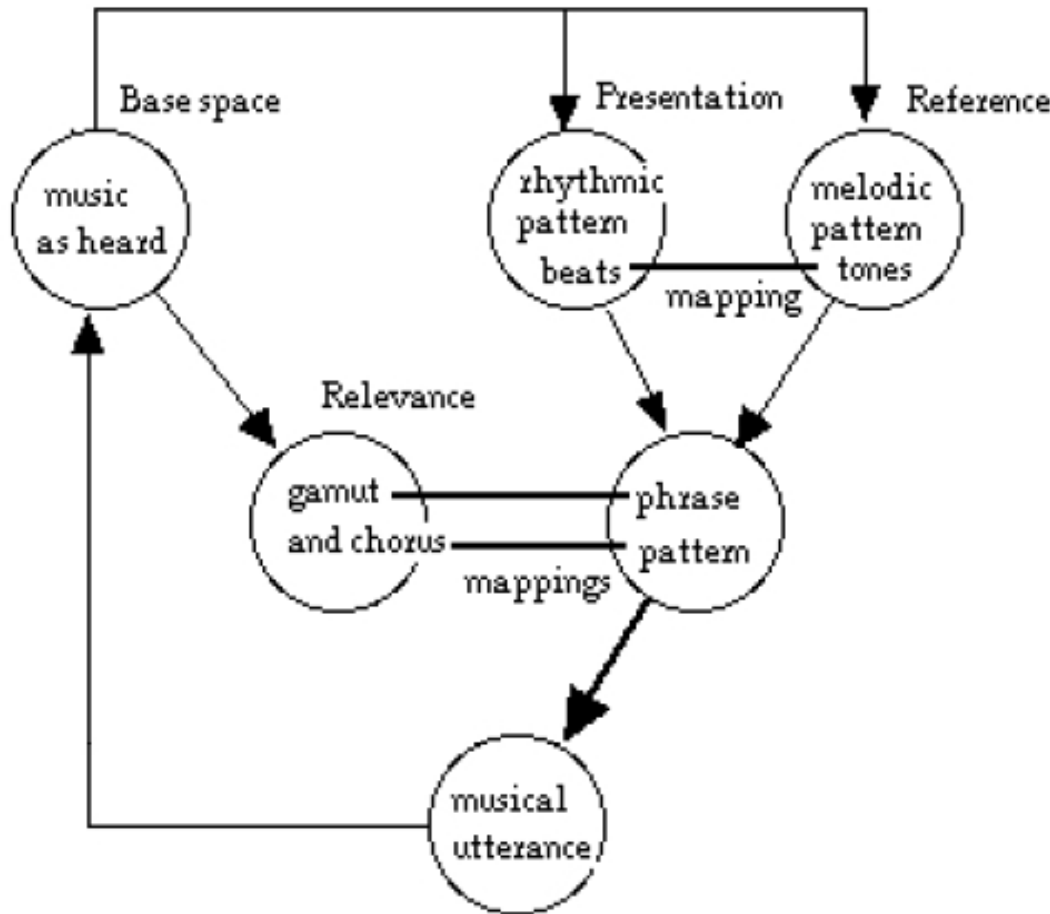 Base space
Presentation
Reference
music
as heard
rhythmic
pattern
beats
mapping
melodic
pattern
tones
Relevance
gamut
and chorus
mappings
phrase
pattern
musical
utterance